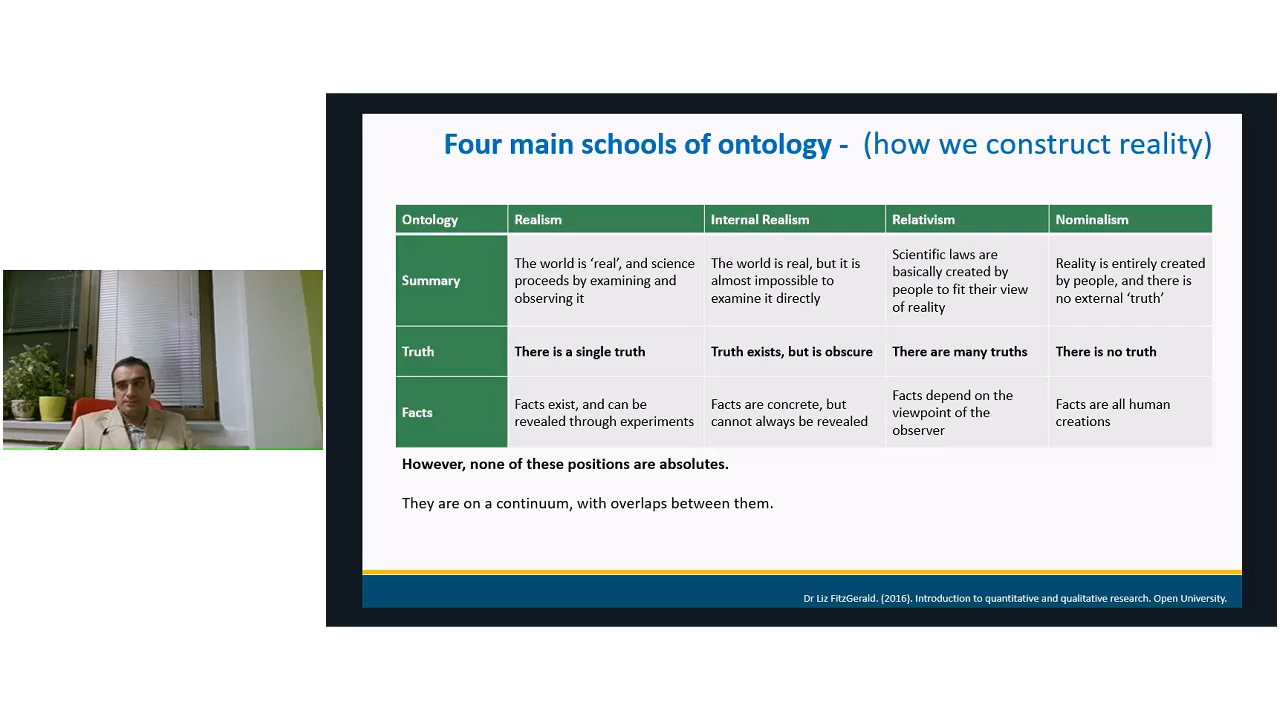 Four main schools of ontology - (how we construct reality)
Ontology Realism Internal Realism Relativism Nominalism
Summary
The world is ‘real’, and science
proceeds by examining and
observing it
The world is real, but it is
almost impossible to
examine it directly
Scientific laws are
basically created by
people to fit their view
of reality
Reality is entirely created
by people, and there is
no external ‘truth’
Truth
There is a single truth
Truth exists, but is obscure
There are many truths
There is no truth
Facts
Facts exist, and can be
revealed through experiments
Facts are concrete, but
cannot always be revealed
Facts depend on the
viewpoint of the
observer
Facts are all human
creations
However, none of these positions are absolutes.
They are on a continuum, with overlaps between them.
Dr Liz FitzGerald. (2016). Introduction to quantitative and qualitative research. Open University.